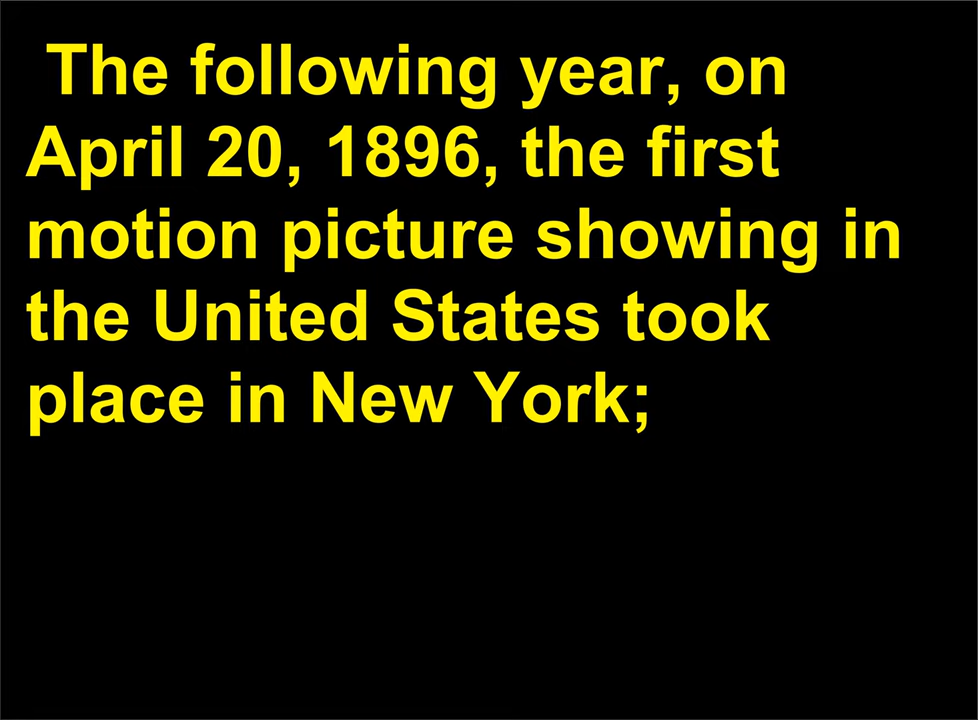 The following year, on
April 20, 1896, the first
motion picture showing in
the United States took
place in New York;